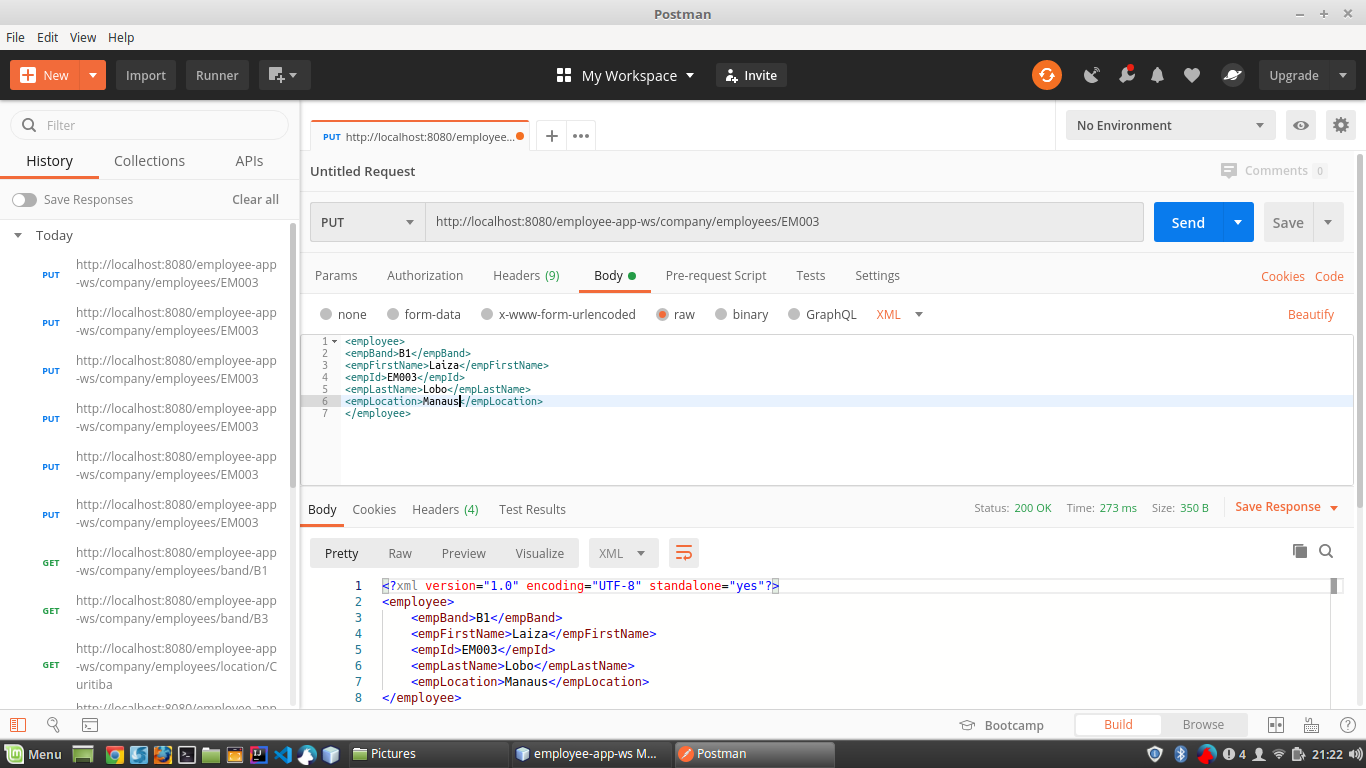 Postman
File Edit View Help
New Import Runner My Workspace Invite Upgrade
Filter
History Collections APIs
Save Responses Clear all
Today
PUT http://localhost:8080/employee-app
-ws/company/employees/EM003
PUT http://localhost:8080/employee-app
-ws/company/employees/EM003
PUT http://localhost:8080/employee-app
-ws/company/employees/EM003
PUT http://localhost:8080/employee-app
-ws/company/employees/EM003
PUT http://localhost:8080/employee-app
-ws/company/employees/EM003
PUT http://localhost:8080/employee-app
-ws/company/employees/EM003
GET http://localhost:8080/employee-app
-ws/company/employees/band/B1
GET http://localhost:8080/employee-app
-ws/company/employees/band/B3
GET http://localhost:8080/employee-app
-ws/company/employees/location/C
uritiba
http://localhost:8080/employee-app
PUT http://localhost:8080/employee...
No Environment
Untitled Request Comments 0
PUT http://localhost:8080/employee-app-ws/company/employees/EM003 Send Save
Params Authorization Headers (9) Body Pre-request Script Tests Settings Cookies Code
none form-data x-www-form-urlencoded raw binary GraphQL XML Beautify
1 <employee>
2 <empBand>B1</empBand>
3 <empFirstName>Laiza</empFirstName>
4 <empId>EM003</empId>
5 <empLastName>Lobo</empLastName>
6 <empLocation>Manaus</empLocation>
7 </employee>
Body Cookies Headers (4) Test Results Status: 200 OK Time: 273 ms Size: 350 B Save Response
Pretty Raw Preview Visualize XML
1 <?xml version="1.0" encoding="UTF-8" standalone="yes"?>
2 <employee>
3 <empBand>B1</empBand>
4 <empFirstName>Laiza</empFirstName>
5 <empId>EM003</empId>
6 <empLastName>Lobo</empLastName>
7 <empLocation>Manaus</empLocation>
8 </employee>
Bootcamp Build Browse
Menu Pictures employee-app-ws M... Postman 4 21:22